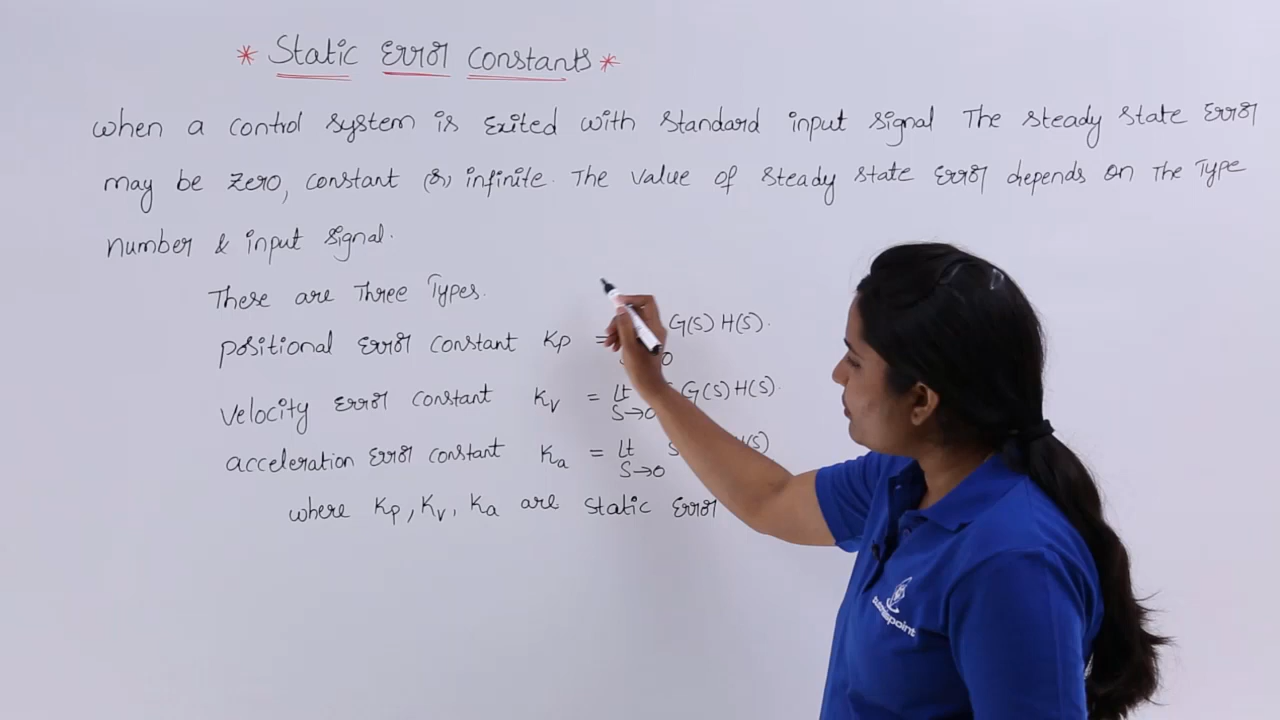 * Static Error Constants *
When a control system is Exited with standard input signal The steady state Error
may be zero, constant (or) infinite. The value of steady state Error depends on The Type
number & input signal.
There are Three Types.
positional Error constant Kp = G(S) H(S).
Velocity Error constant Kv = Lt S→0 G(S) H(S).
acceleration Error constant Ka = Lt S→0 H(S)
where Kp, Kv, Ka are static Error
tutorialspoint